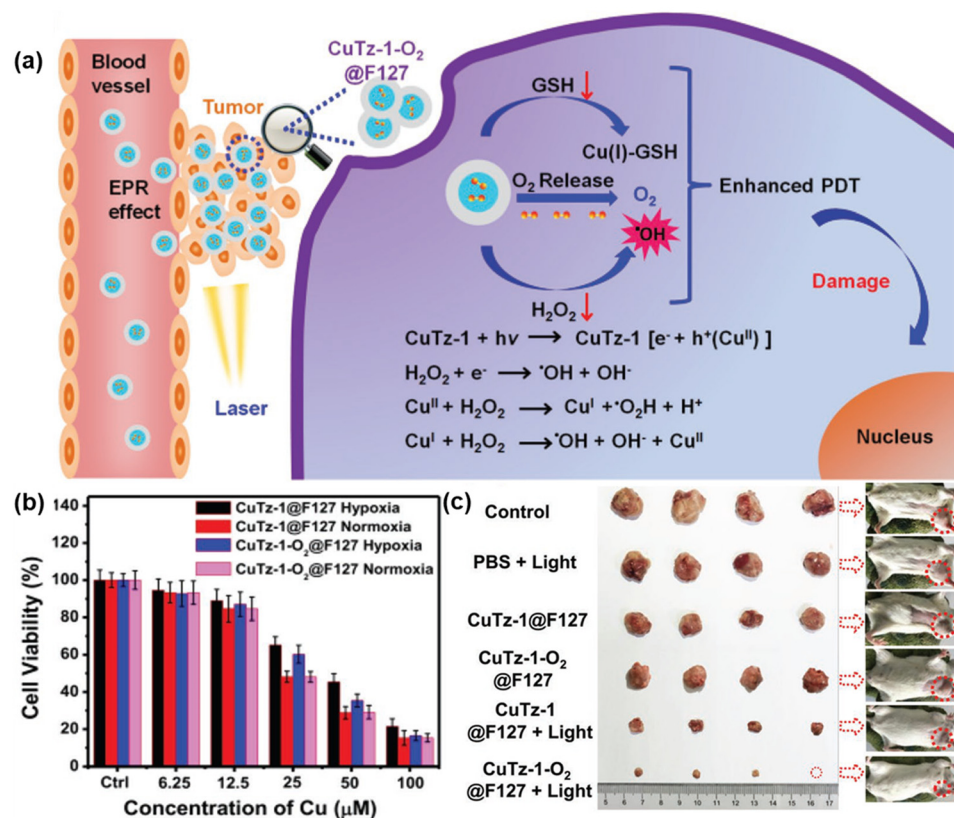 (a)
Blood
vessel
EPR
effect
Tumor
Laser
CuTz-1-O₂
@F127
GSH ↓
Cu(I)-GSH
O₂ Release
O₂
•OH
H₂O₂ ↓
Enhanced PDT
Damage
Nucleus
CuTz-1 + hν → CuTz-1 [e⁻ + h⁺(Cuᴵᴵ) ]
H₂O₂ + e⁻ → •OH + OH⁻
Cuᴵᴵ + H₂O₂ → Cuᴵ +•O₂H + H⁺
Cuᴵ + H₂O₂ → •OH + OH⁻ + Cuᴵᴵ
(b)
CuTz-1@F127 Hypoxia
CuTz-1@F127 Normoxia
CuTz-1-O₂@F127 Hypoxia
CuTz-1-O₂@F127 Normoxia
Cell Viability (%)
140
120
100
80
60
40
20
0
Ctrl 6.25 12.5 25 50 100
Concentration of Cu (μM)
(c)
Control
PBS + Light
CuTz-1@F127
CuTz-1-O₂
@F127
CuTz-1
@F127 + Light
CuTz-1-O₂
@F127 + Light
5 6 7 8 9 10 11 12 13 14 15 16 17